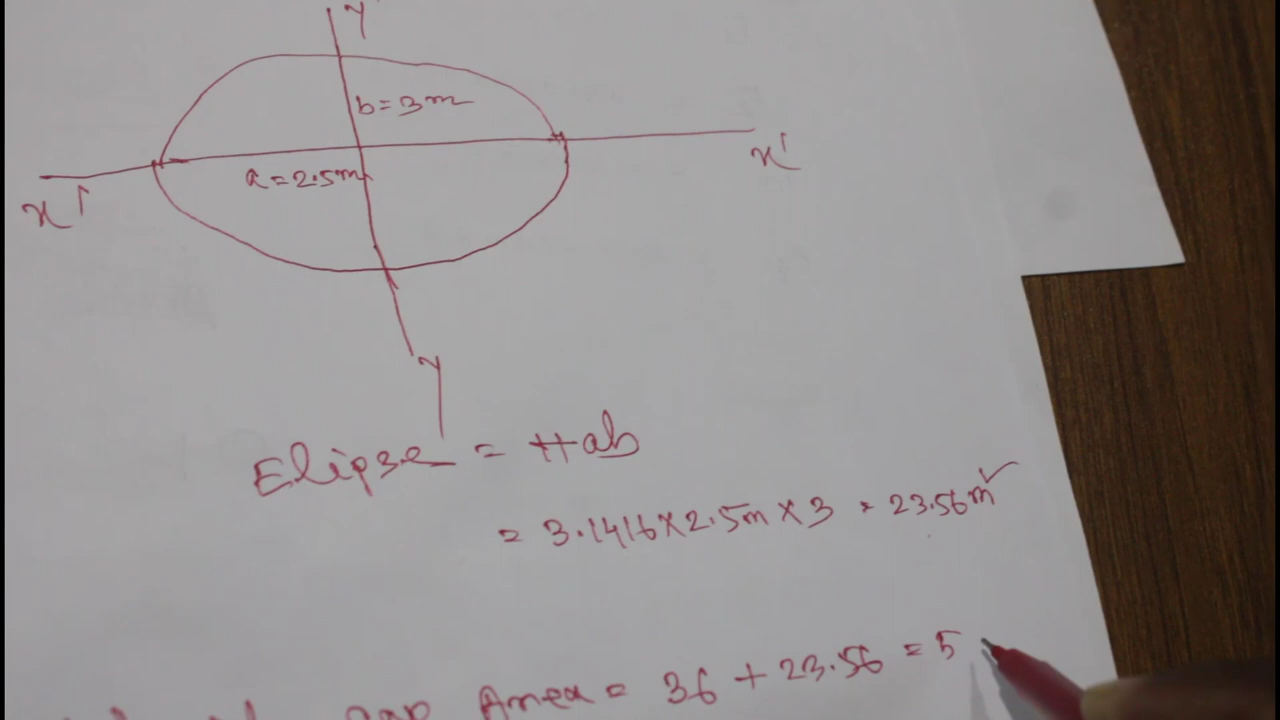 Y
b=3m
x'
a=2.5m
x'
Y
Elipse = πab
= 3.1416×2.5m×3 = 23.56m²
Area = 36 + 23.56 = 5